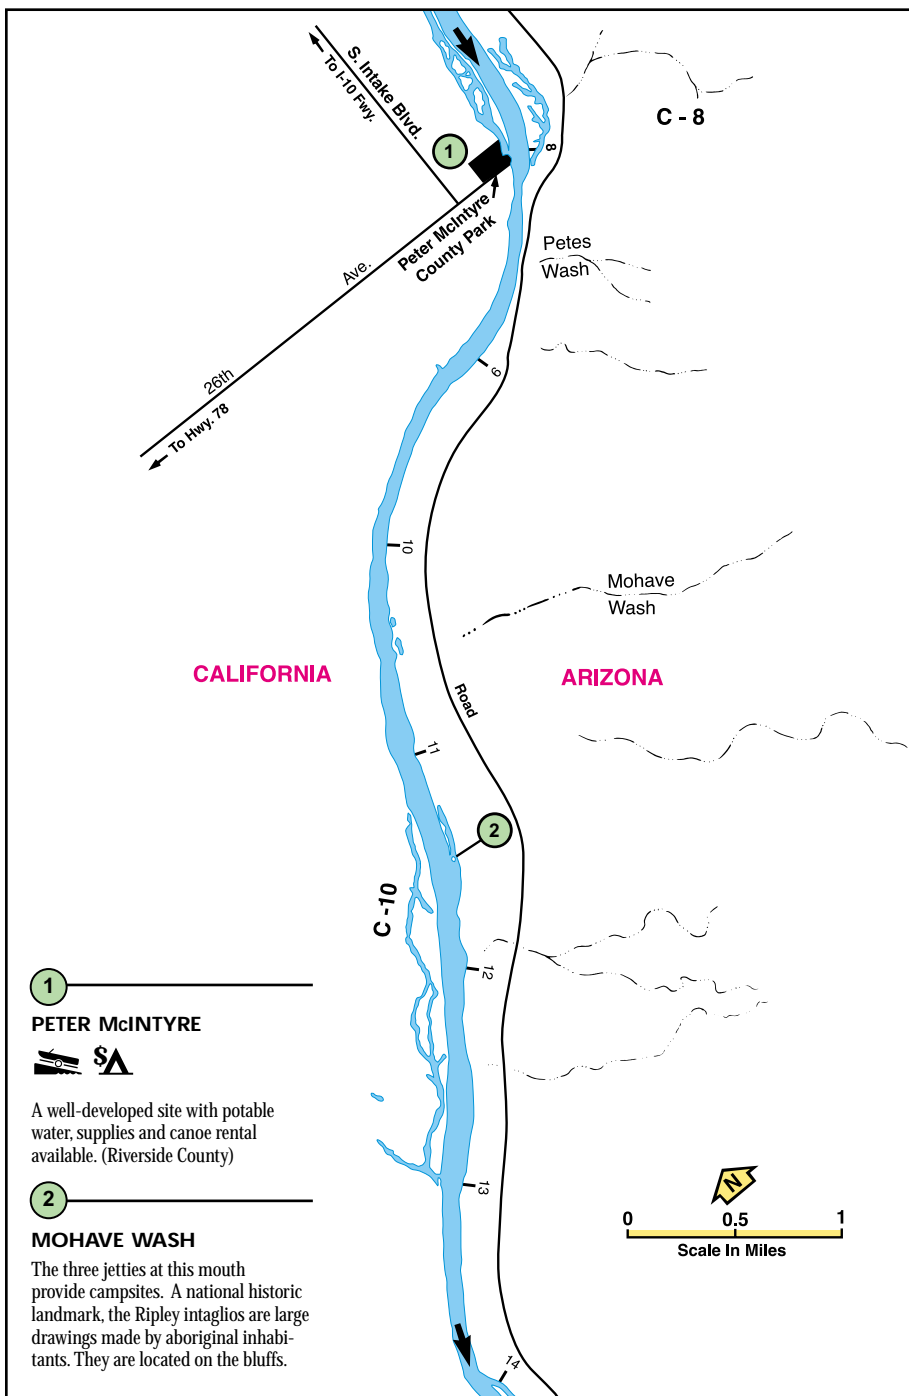 S. Intake Blvd.
To I-10 Fwy.
C - 8
1
8
Peter McIntyre
County Park
Petes
Wash
Ave.
26th
To Hwy. 78
9
10
Mohave
Wash
CALIFORNIA
ARIZONA
Road
11
2
C -10
12
1
PETER McINTYRE
$
A well-developed site with potable
water, supplies and canoe rental
available. (Riverside County)
13
2
MOHAVE WASH
The three jetties at this mouth
provide campsites. A national historic
landmark, the Ripley intaglios are large
drawings made by aboriginal inhabi-
tants. They are located on the bluffs.
N
0 0.5 1
Scale In Miles
14